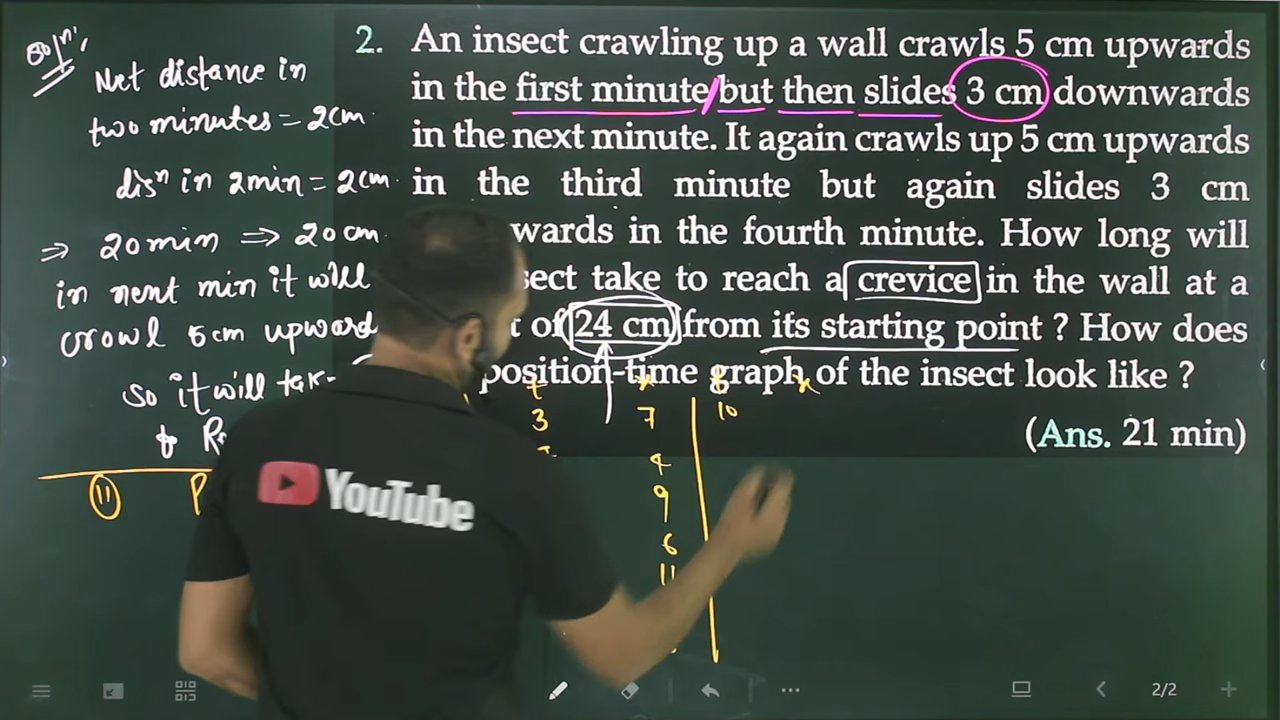 Solⁿ,
Net distance in
two minutes = 2cm.
disⁿ in 2min = 2cm.
⇒ 20min ⇒ 20cm
in next min it will
crowl 5cm upward
so it will tak
11 P
2. An insect crawling up a wall crawls 5 cm upwards
in the first minute but then slides 3 cm downwards
in the next minute. It again crawls up 5 cm upwards
in the third minute but again slides 3 cm
wards in the fourth minute. How long will
sect take to reach a crevice in the wall at a
t of 24 cm from its starting point ? How does
position-time graph of the insect look like ?
(Ans. 21 min)
t x x
3 7 10
4
9
6
11
YouTube
2/2